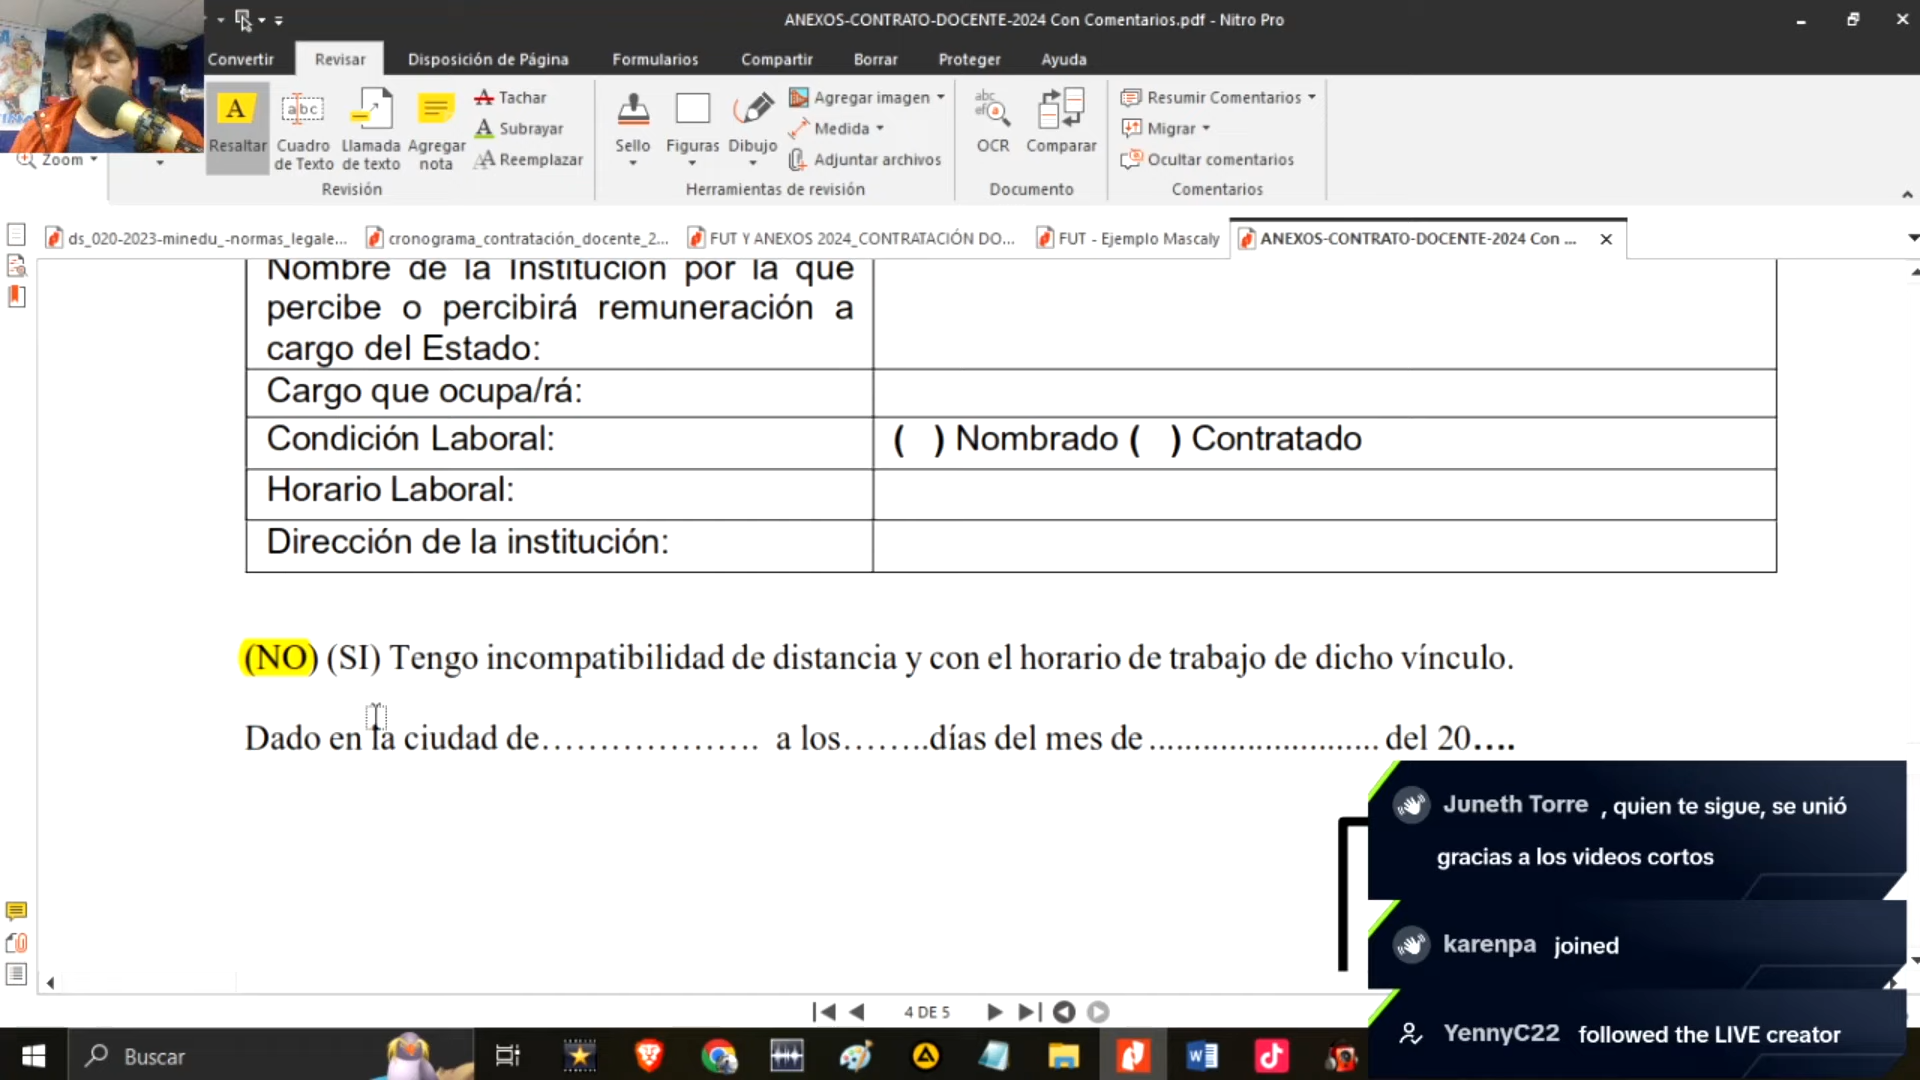 ANEXOS-CONTRATO-DOCENTE-2024 Con Comentarios.pdf - Nitro Pro
Convertir Revisar Disposición de Página Formularios Compartir Borrar Proteger Ayuda
Zoom
Resaltar
Cuadro de Texto
Llamada de texto
Agregar nota
Tachar
Subrayar
Reemplazar
Revisión
Sello
Figuras
Dibujo
Agregar imagen
Medida
Adjuntar archivos
Herramientas de revisión
OCR
Comparar
Documento
Resumir Comentarios
Migrar
Ocultar comentarios
Comentarios
ds_020-2023-minedu_-normas_legale... cronograma_contratación_docente_2... FUT Y ANEXOS 2024_CONTRATACIÓN DO... FUT - Ejemplo Mascaly ANEXOS-CONTRATO-DOCENTE-2024 Con ...
Nombre de la Institución por la que
percibe o percibirá remuneración a
cargo del Estado:
Cargo que ocupa/rá:
Condición Laboral: ( ) Nombrado ( ) Contratado
Horario Laboral:
Dirección de la institución:
(NO) (SI) Tengo incompatibilidad de distancia y con el horario de trabajo de dicho vínculo.
Dado en la ciudad de.................... a los........días del mes de ......................... del 20....
Juneth Torre , quien te sigue, se unió
gracias a los videos cortos
karenpa joined
YennyC22 followed the LIVE creator
4 DE 5
Buscar